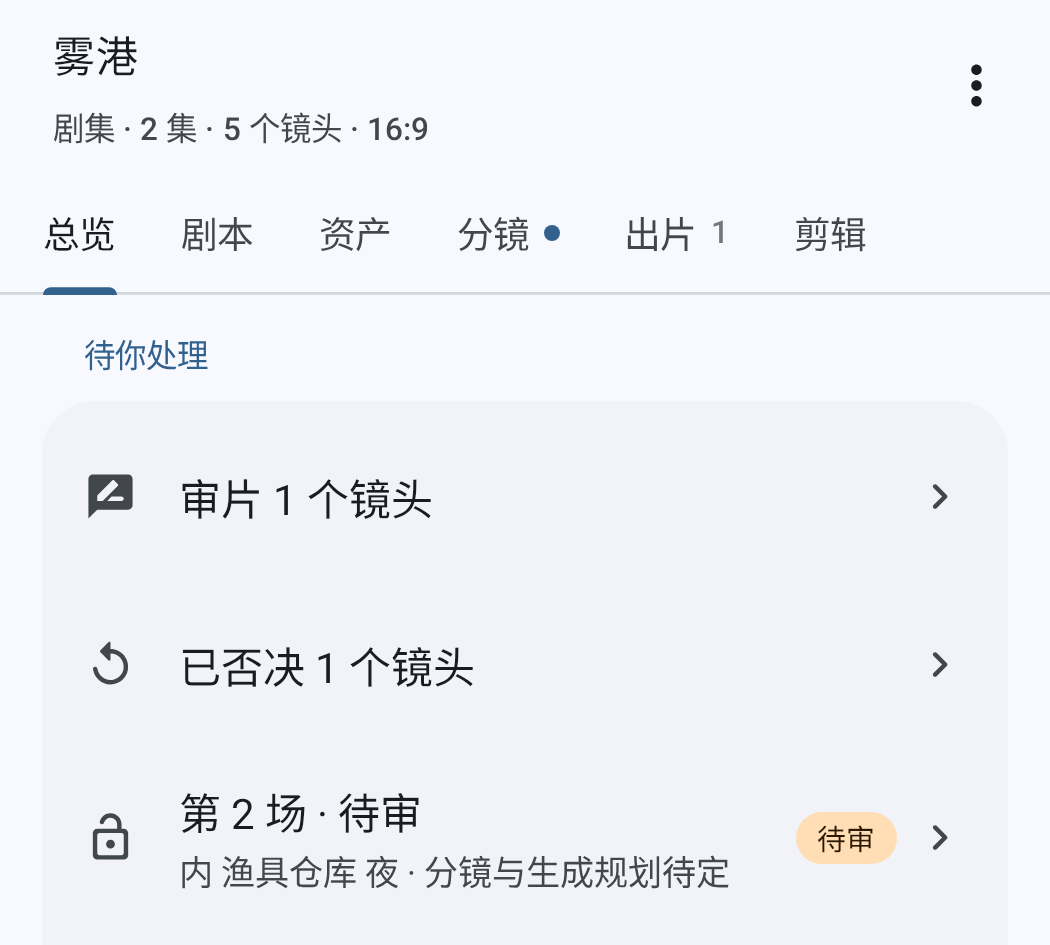 雾港
剧集 · 2 集 · 5 个镜头 · 16:9
总览 剧本 资产 分镜 出片 1 剪辑
待你处理
审片 1 个镜头
已否决 1 个镜头
第 2 场 · 待审
内 渔具仓库 夜 · 分镜与生成规划待定
待审